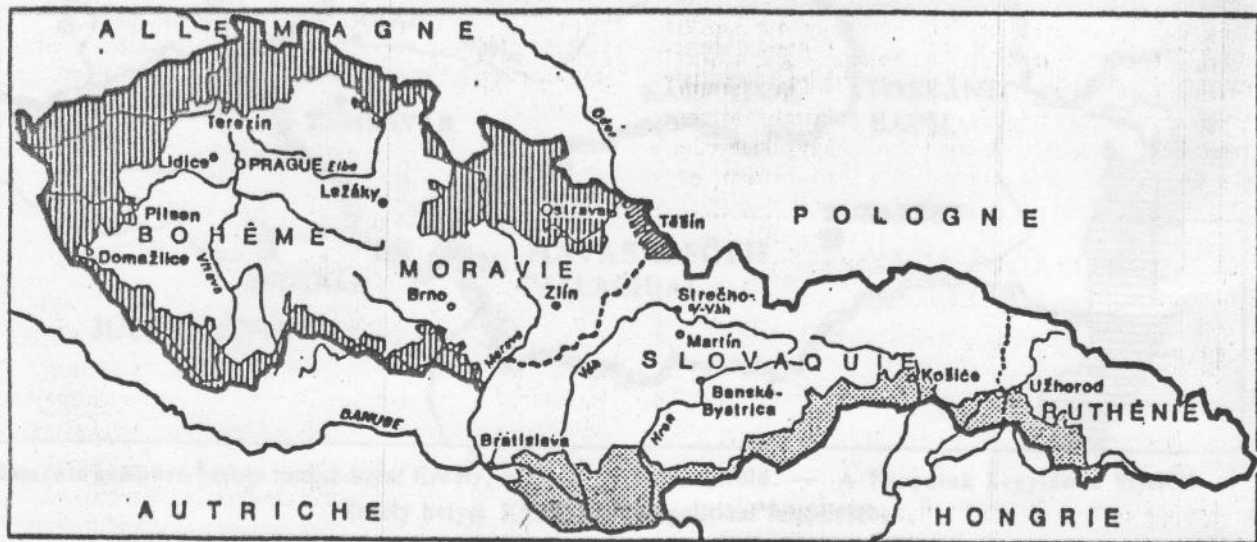 ALLEMAGNE
Oder
Terezín
Lidice
PRAGUE
Elbe
Ležáky
Pilsen
BOHÊME
Domažlice
Vltava
Ostrava
Těšín
POLOGNE
MORAVIE
Brno
Zlín
Morava
Strečno-
n/-Váh
Martín
Váh
SLOVAQUIE
Košice
Užhorod
Banské-
Bystrica
RUTHÉNIE
Hron
DANUBE
Bratislava
AUTRICHE
HONGRIE